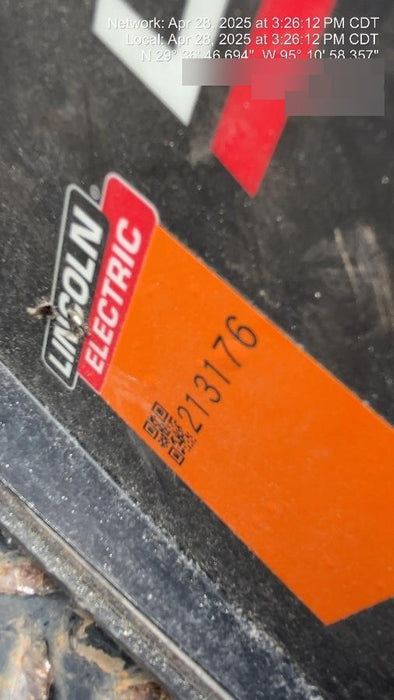 Network: Apr 28, 2025 at 3:26:12 PM CDT
Local: Apr 28, 2025 at 3:26:12 PM CDT
N 29° 36' 46.694", W 95° 10' 58.357"
LINCOLN®
ELECTRIC
213176